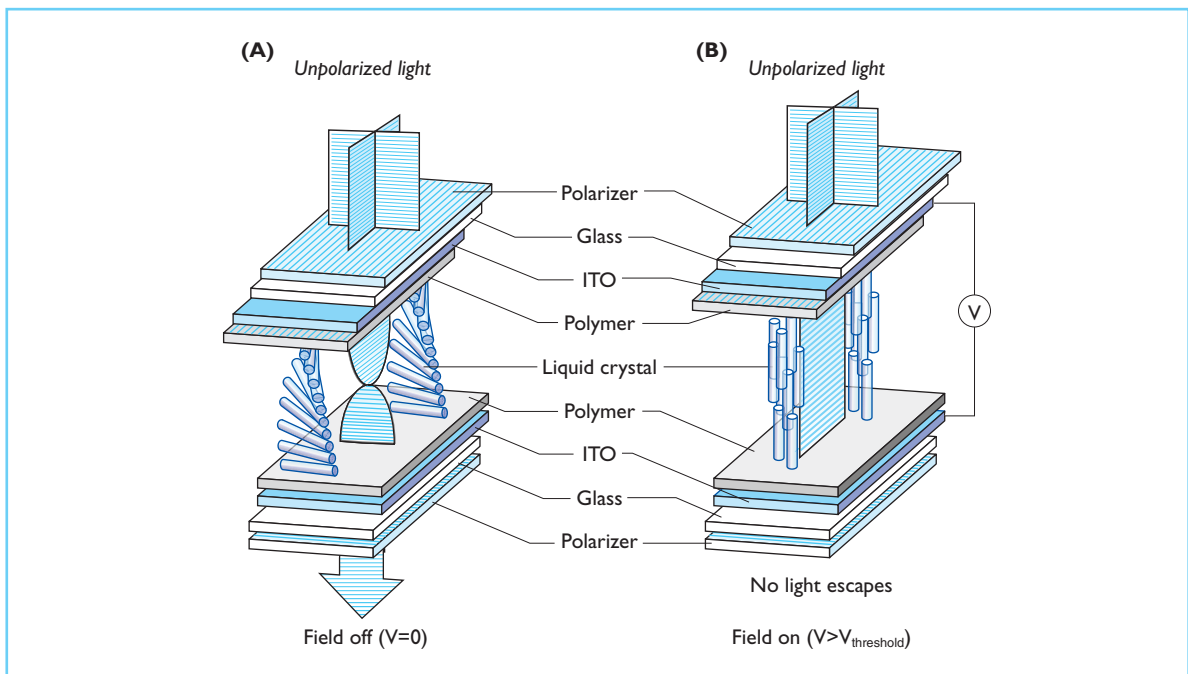 (A)
Unpolarized light
(B)
Unpolarized light
Polarizer
Glass
ITO
Polymer
Liquid crystal
Polymer
ITO
Glass
Polarizer
V
No light escapes
Field off (V=0)
Field on (V>Vthreshold)